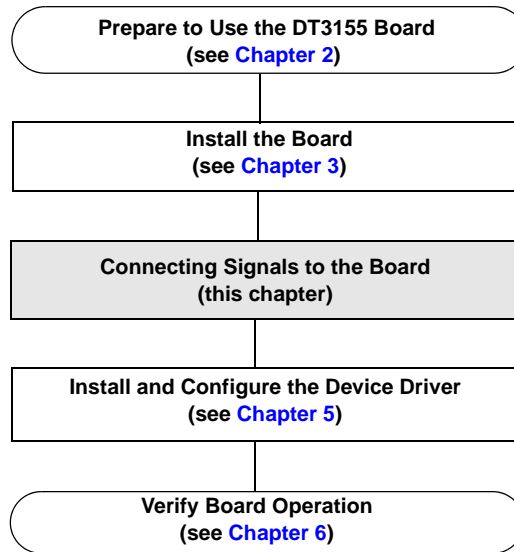 Prepare to Use the DT3155 Board
(see Chapter 2)
Install the Board
(see Chapter 3)
Connecting Signals to the Board
(this chapter)
Install and Configure the Device Driver
(see Chapter 5)
Verify Board Operation
(see Chapter 6)